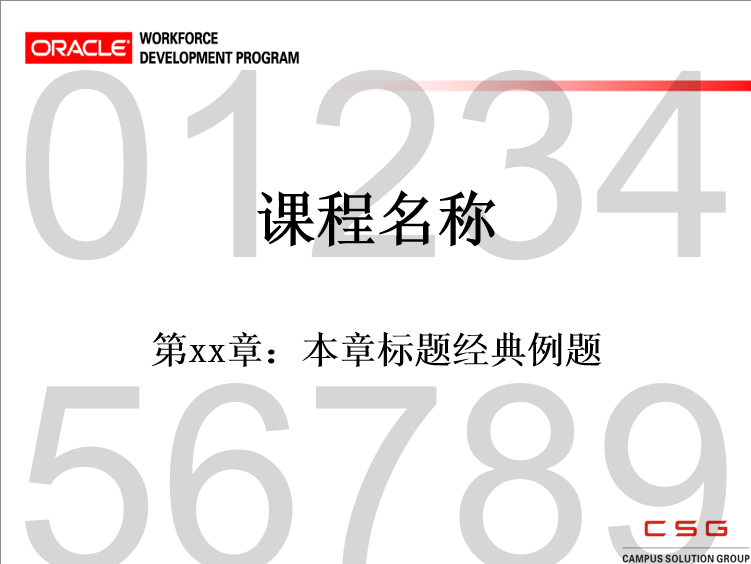 ORACLE
WORKFORCE
DEVELOPMENT PROGRAM
01234
课程名称
第xx章：本章标题经典例题
56789
CSG
CAMPUS SOLUTION GROUP